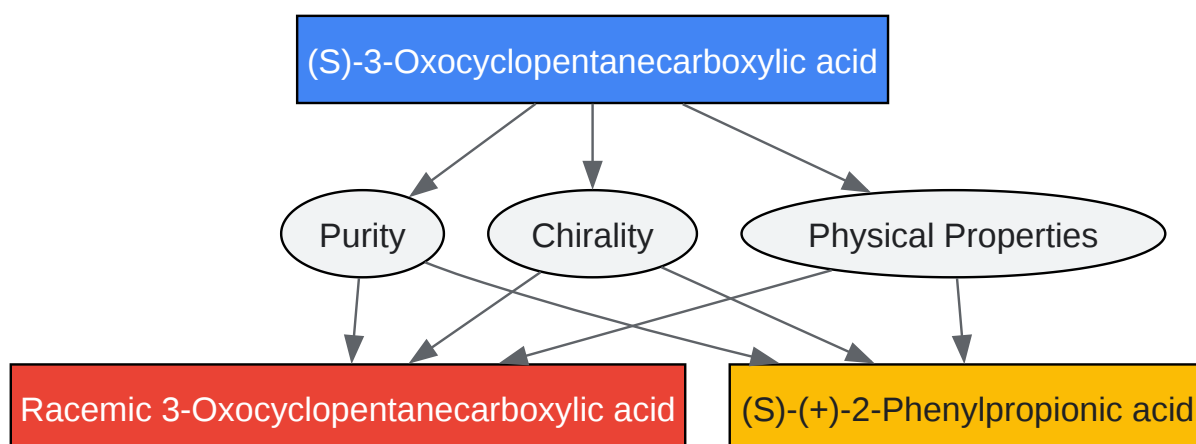 (S)-3-Oxocyclopentanecarboxylic acid
Purity
Chirality
Physical Properties
Racemic 3-Oxocyclopentanecarboxylic acid
(S)-(+)-2-Phenylpropionic acid